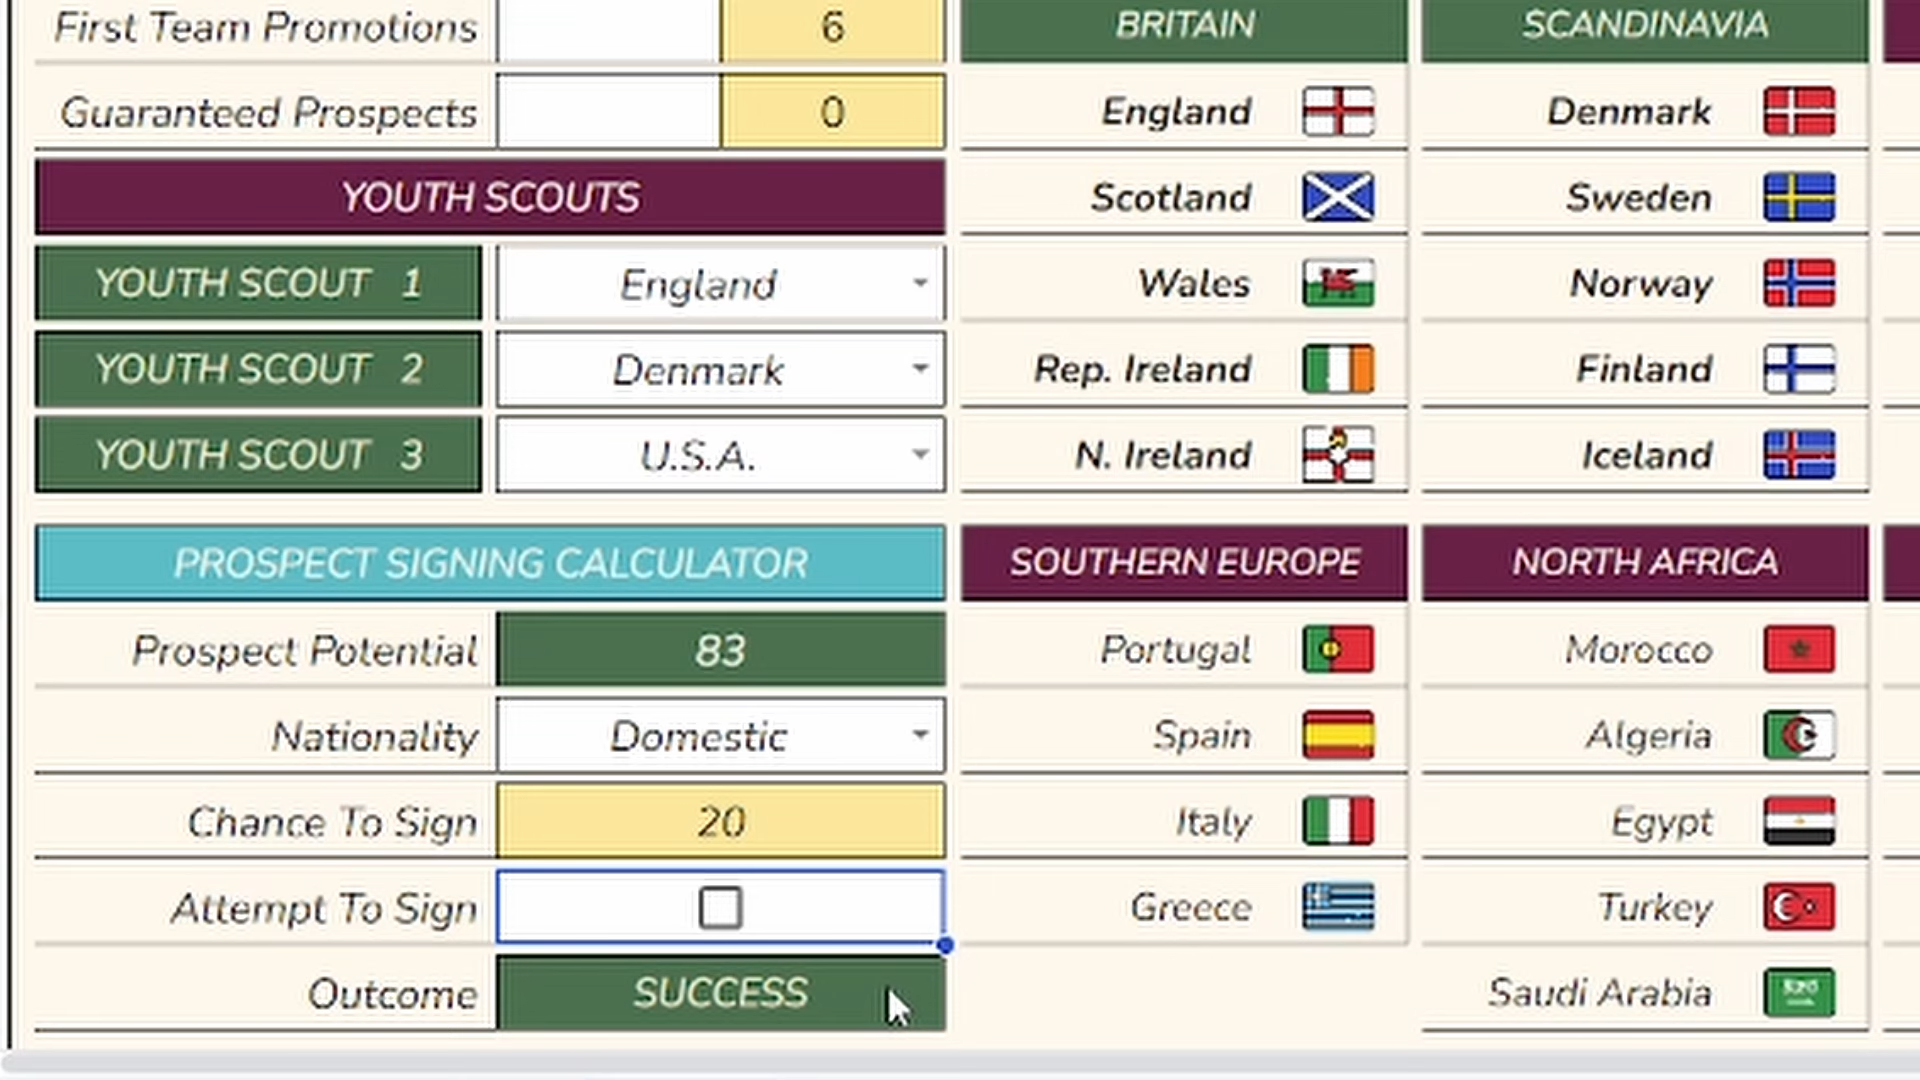 First Team Promotions 6
Guaranteed Prospects 0
YOUTH SCOUTS
YOUTH SCOUT 1 England
YOUTH SCOUT 2 Denmark
YOUTH SCOUT 3 U.S.A.
PROSPECT SIGNING CALCULATOR
Prospect Potential 83
Nationality Domestic
Chance To Sign 20
Attempt To Sign
Outcome SUCCESS
BRITAIN
England
Scotland
Wales
Rep. Ireland
N. Ireland
SOUTHERN EUROPE
Portugal
Spain
Italy
Greece
SCANDINAVIA
Denmark
Sweden
Norway
Finland
Iceland
NORTH AFRICA
Morocco
Algeria
Egypt
Turkey
Saudi Arabia